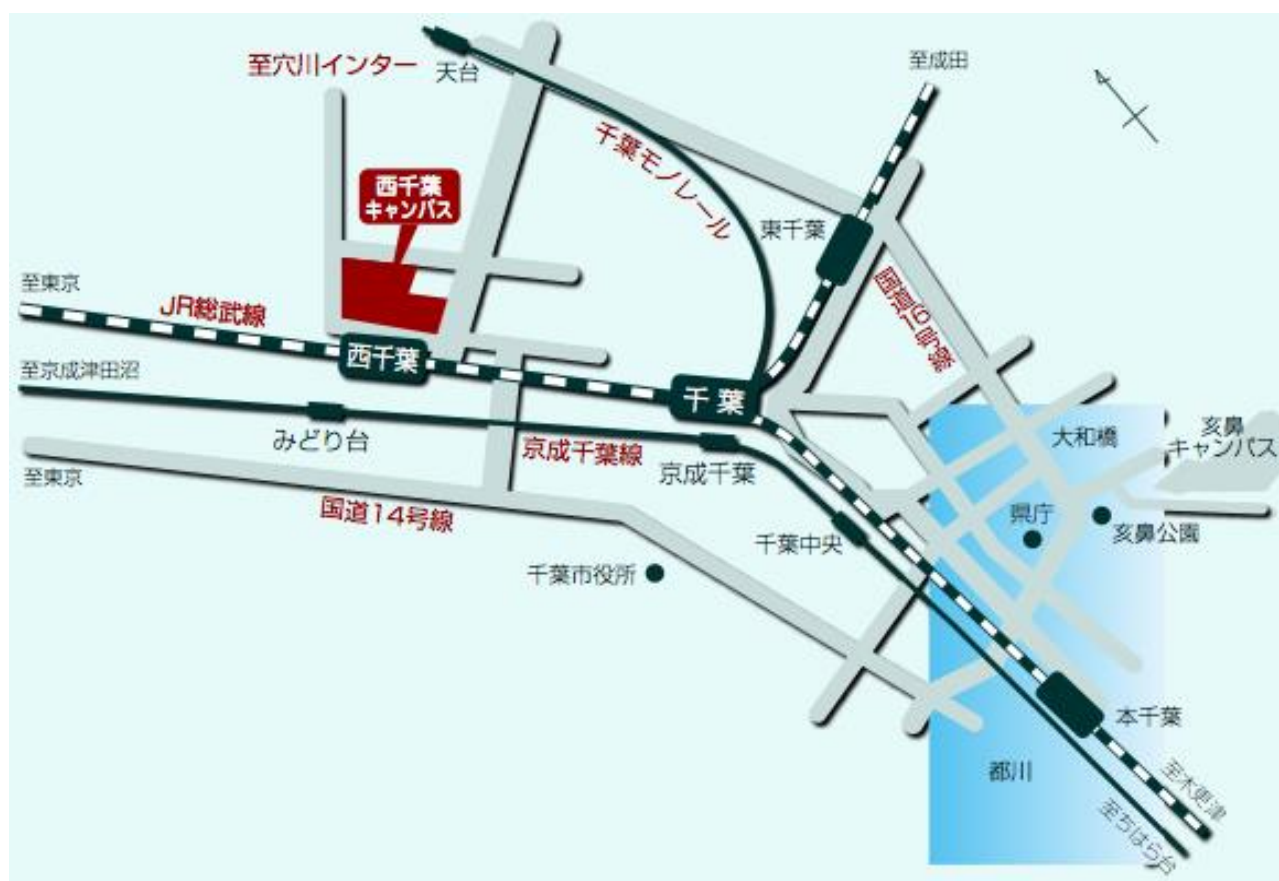 至穴川インター
天台
至成田
千葉モノレール
西千葉
キャンパス
東千葉
至東京
JR総武線
国道16号線
西千葉
千葉
至京成津田沼
みどり台
京成千葉線
京成千葉
大和橋
亥鼻
キャンパス
至東京
国道14号線
県庁
亥鼻公園
千葉中央
千葉市役所
本千葉
都川
至木更津
至ちはら台